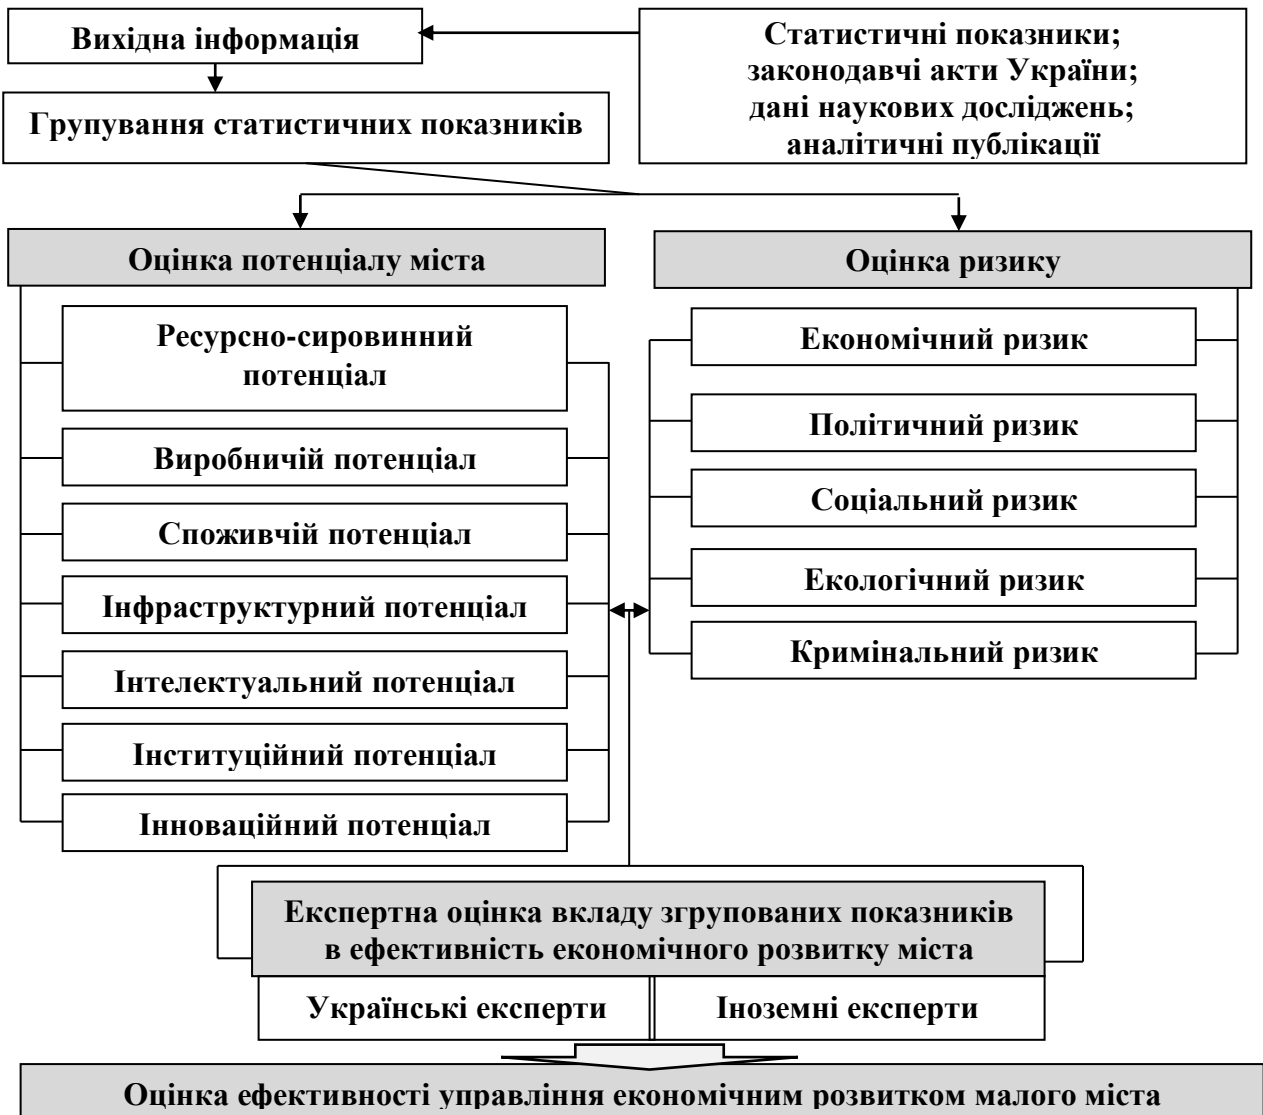 Вихідна інформація
Статистичні показники;
законодавчі акти України;
дані наукових досліджень;
аналітичні публікації
Групування статистичних показників
Оцінка потенціалу міста
Ресурсно-сировинний
потенціал
Виробничій потенціал
Споживчій потенціал
Інфраструктурний потенціал
Інтелектуальний потенціал
Інституційний потенціал
Інноваційний потенціал
Оцінка ризику
Економічний ризик
Політичний ризик
Соціальний ризик
Екологічний ризик
Кримінальний ризик
Експертна оцінка вкладу згрупованих показників
в ефективність економічного розвитку міста
Українські експерти
Іноземні експерти
Оцінка ефективності управління економічним розвитком малого міста